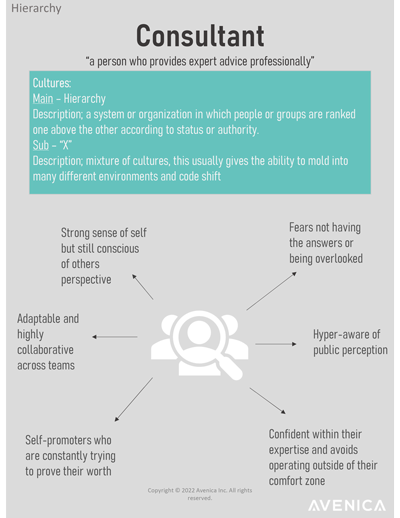 Hierarchy
Consultant
“a person who provides expert advice professionally”
Cultures:
Main – Hierarchy
Description; a system or organization in which people or groups are ranked
one above the other according to status or authority.
Sub – “X”
Description; mixture of cultures, this usually gives the ability to mold into
many different environments and code shift
Strong sense of self
but still conscious
of others
perspective
Fears not having
the answers or
being overlooked
Adaptable and
highly
collaborative
across teams
Hyper-aware of
public perception
Self-promoters who
are constantly trying
to prove their worth
Confident within their
expertise and avoids
operating outside of their
comfort zone
Copyright © 2022 Avenica Inc. All rights
reserved.
AVENICA